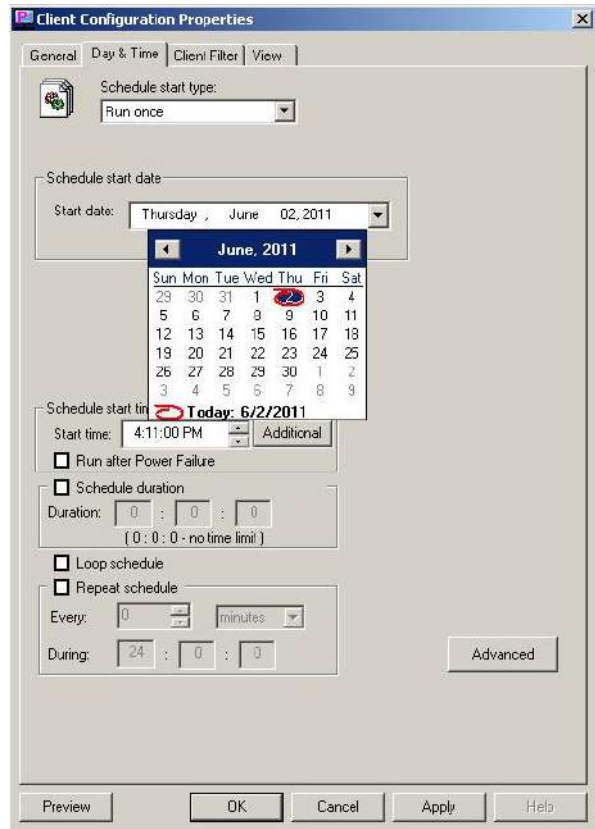 Client Configuration Properties
General Day & Time Client Filter View
Schedule start type:
Run once
Schedule start date
Start date: Thursday , June 02, 2011
June, 2011
Sun Mon Tue Wed Thu Fri Sat
29 30 31 1 2 3 4
5 6 7 8 9 10 11
12 13 14 15 16 17 18
19 20 21 22 23 24 25
26 27 28 29 30 1 2
3 4 5 6 7 8 9
Today: 6/2/2011
Schedule start tin
Start time: 4:11:00 PM Additional
Run after Power Failure
Schedule duration
Duration: 0 : 0 : 0
( 0 : 0 : 0 - no time limit )
Loop schedule
Repeat schedule
Every: 0 minutes
During: 24 : 0 : 0
Advanced
Preview OK Cancel Apply Help